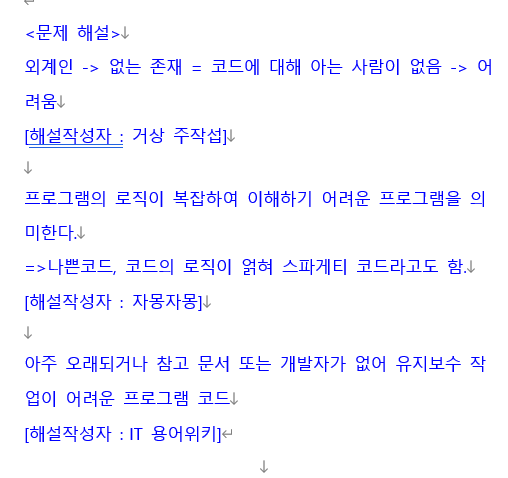 <문제 해설>
외계인 -> 없는 존재 = 코드에 대해 아는 사람이 없음 -> 어
려움
[해설작성자 : 거상 주작섭]
프로그램의 로직이 복잡하여 이해하기 어려운 프로그램을 의
미한다.
=>나쁜코드, 코드의 로직이 얽혀 스파게티 코드라고도 함.
[해설작성자 : 자몽자몽]
아주 오래되거나 참고 문서 또는 개발자가 없어 유지보수 작
업이 어려운 프로그램 코드
[해설작성자 : IT 용어위키]